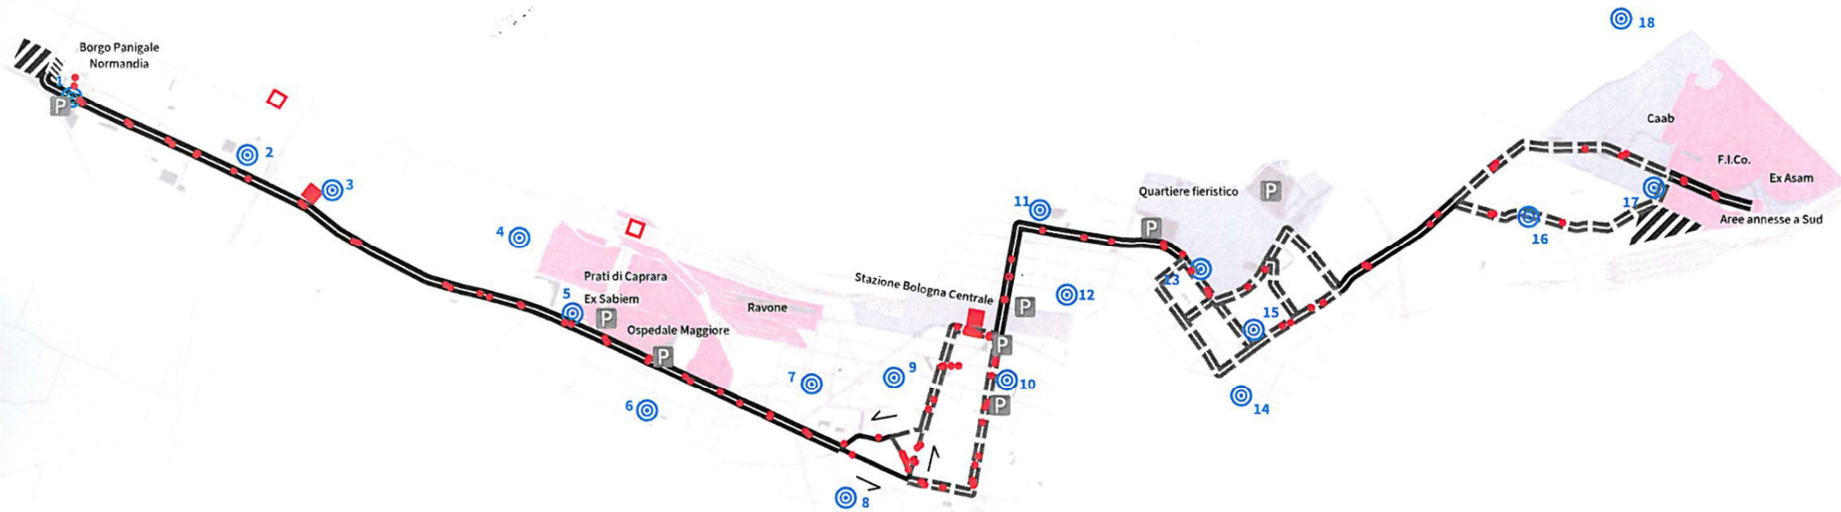 18
Borgo Panigale
Normandia
1
P
2
3
Caab
F.I.Co.
Ex Asam
17
Aree annesse a Sud
16
Quartiere fieristico
P
11
P
4
Prati di Caprara
5
Ex Sabiem
P
Ravone
Ospedale Maggiore
P
Stazione Bologna Centrale
13
12
P
15
P
7
9
10
P
6
14
8